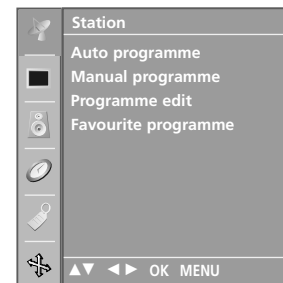 Station
Auto programme
Manual programme
Programme edit
Favourite programme
▲▼ ◄► OK MENU